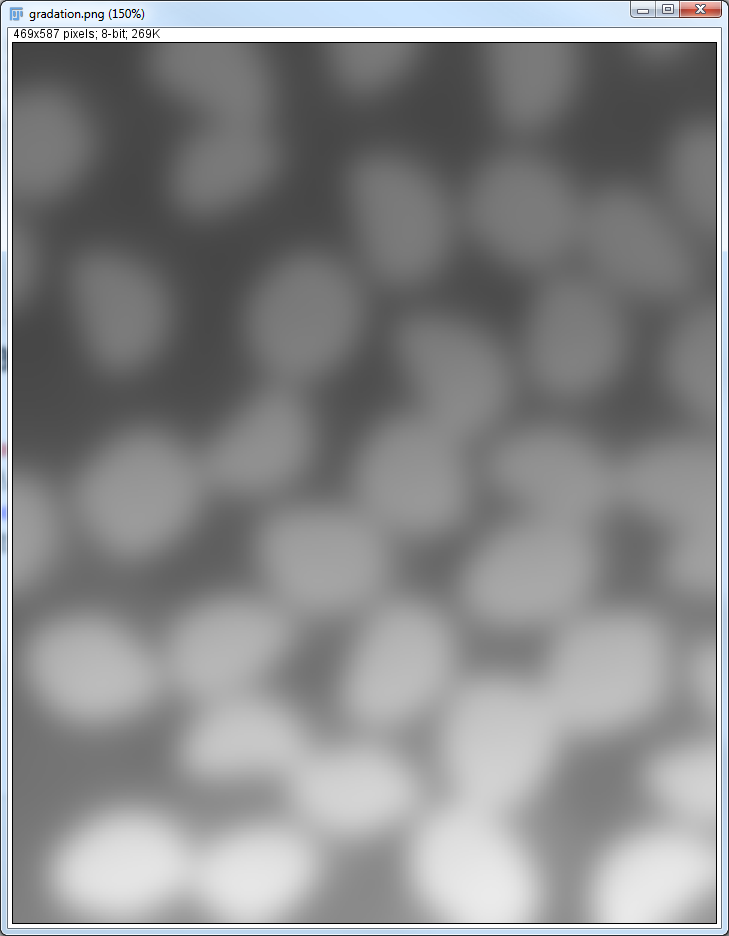 gradation.png (150%)
469x587 pixels; 8-bit; 269K